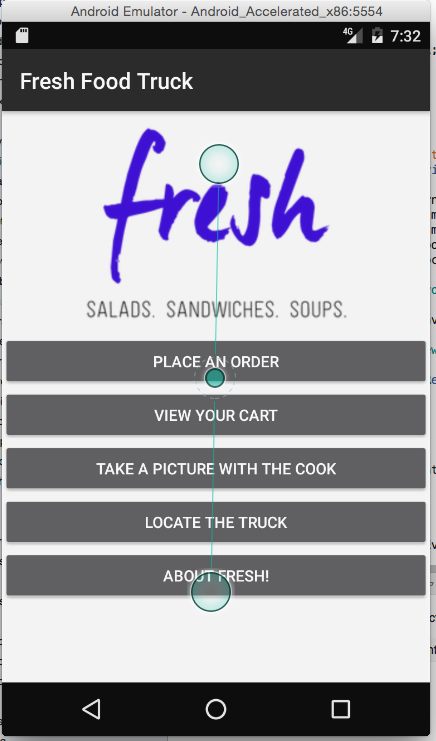 Android Emulator - Android_Accelerated_x86:5554
4G 7:32
Fresh Food Truck
fresh
SALADS. SANDWICHES. SOUPS.
PLACE AN ORDER
VIEW YOUR CART
TAKE A PICTURE WITH THE COOK
LOCATE THE TRUCK
ABOUT FRESH!